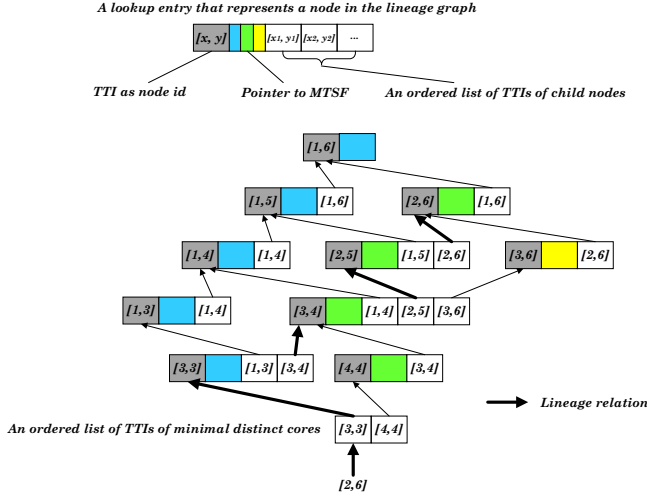 A lookup entry that represents a node in the lineage graph
[x, y] [x1, y1] [x2, y2] ...
TTI as node id Pointer to MTSF An ordered list of TTIs of child nodes
[1,6]
[1,5] [1,6] [2,6] [1,6]
[1,4] [1,4] [2,5] [1,5] [2,6] [3,6] [2,6]
[1,3] [1,4] [3,4] [1,4] [2,5] [3,6]
[3,3] [1,3] [3,4] [4,4] [3,4]
Lineage relation
An ordered list of TTIs of minimal distinct cores [3,3] [4,4]
[2,6]